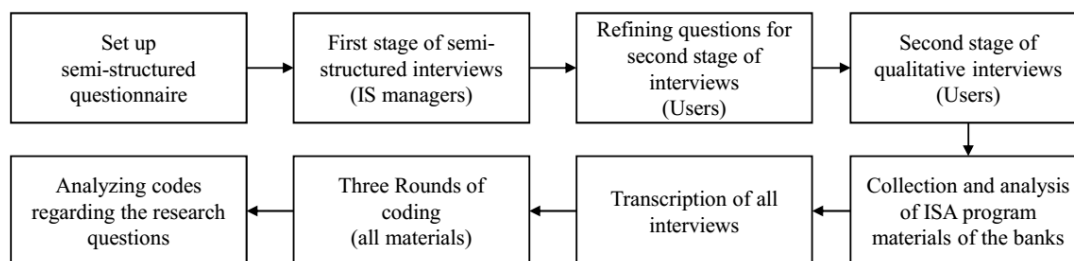 Set up
semi-structured
questionnaire
First stage of semi-
structured interviews
(IS managers)
Refining questions for
second stage of
interviews
(Users)
Second stage of
qualitative interviews
(Users)
Collection and analysis
of ISA program
materials of the banks
Transcription of all
interviews
Three Rounds of
coding
(all materials)
Analyzing codes
regarding the research
questions